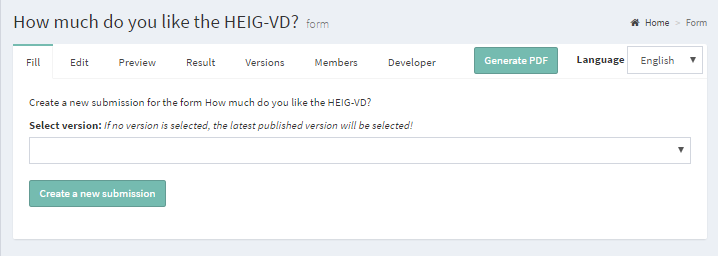 How much do you like the HEIG-VD? form
Home > Form
Fill Edit Preview Result Versions Members Developer Generate PDF Language English
Create a new submission for the form How much do you like the HEIG-VD?
Select version: If no version is selected, the latest published version will be selected!
Create a new submission